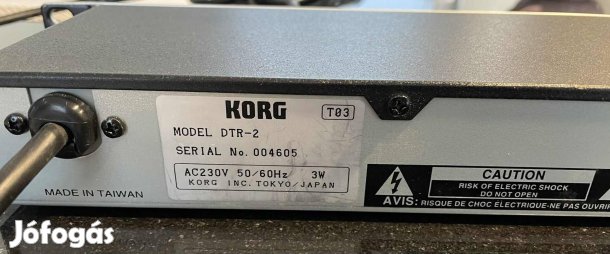 KORG T03
MODEL DTR-2
SERIAL No. 004605
AC230V 50/60Hz 3W
KORG INC. TOKYO/JAPAN
MADE IN TAIWAN
CAUTION
RISK OF ELECTRIC SHOCK
DO NOT OPEN
AVIS: RISQUE DE CHOC ELECTRIQUE-NE PAS OUVRIR
Jófogás